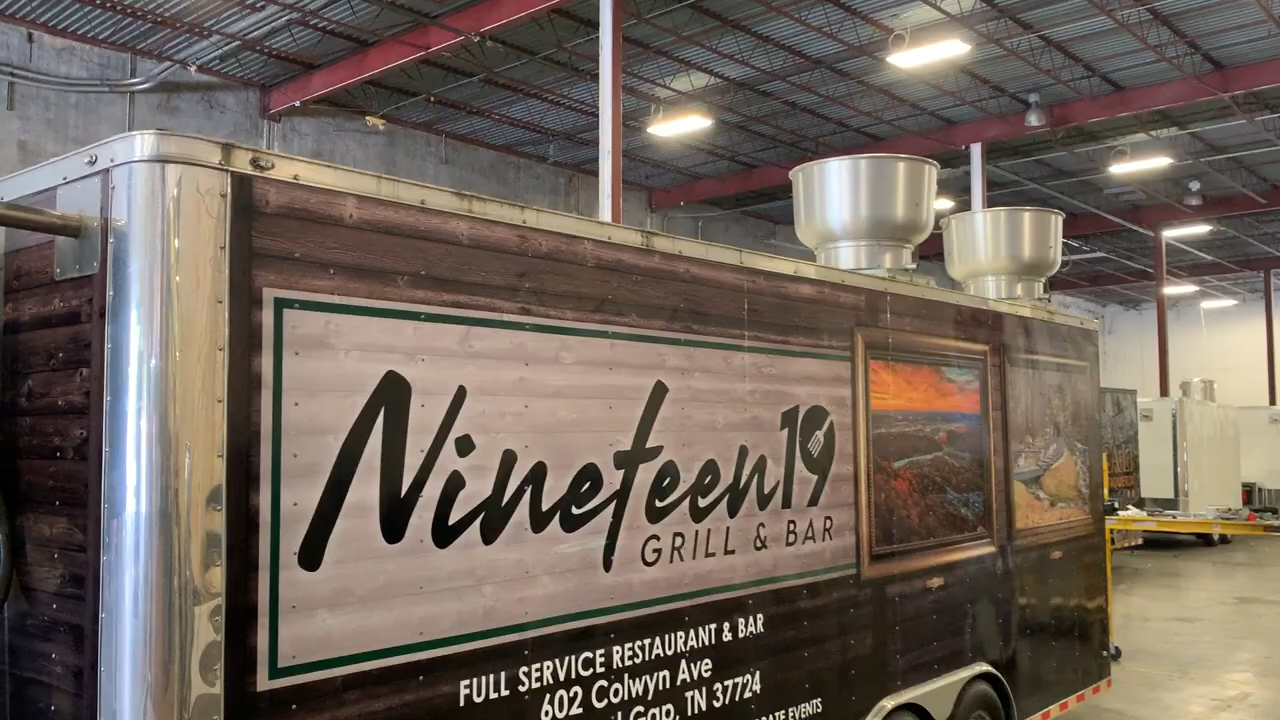 Nineteen19
GRILL & BAR
FULL SERVICE RESTAURANT & BAR
602 Colwyn Ave
Gap, TN 37724
EVENTS